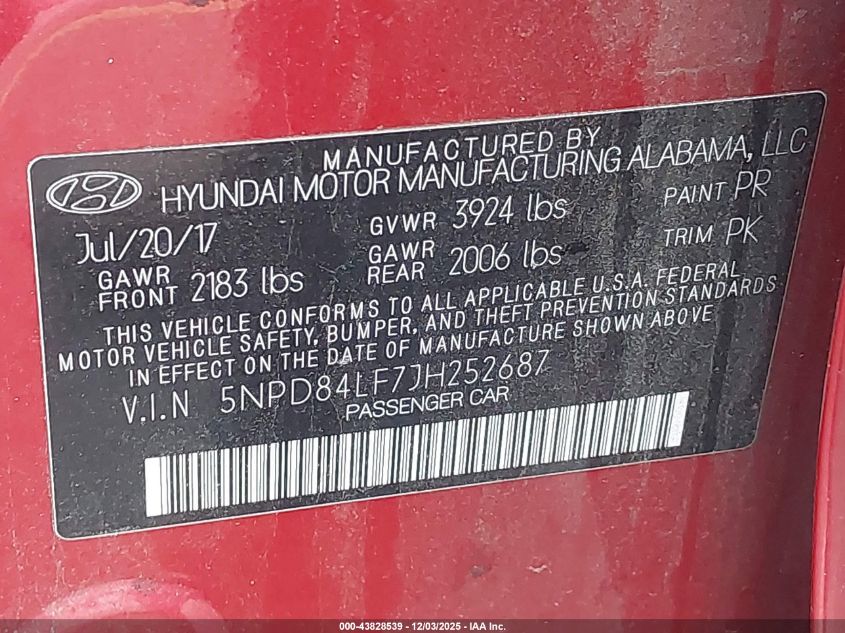 MANUFACTURED BY
HYUNDAI MOTOR MANUFACTURING ALABAMA, LLC
Jul/20/17 GVWR 3924 lbs PAINT PR
GAWR FRONT 2183 lbs GAWR REAR 2006 lbs TRIM PK
THIS VEHICLE CONFORMS TO ALL APPLICABLE U.S.A. FEDERAL
MOTOR VEHICLE SAFETY, BUMPER, AND THEFT PREVENTION STANDARDS
IN EFFECT ON THE DATE OF MANUFACTURE SHOWN ABOVE
V.I.N 5NPD84LF7JH252687
PASSENGER CAR
000-43828539 - 12/03/2025 - IAA Inc.